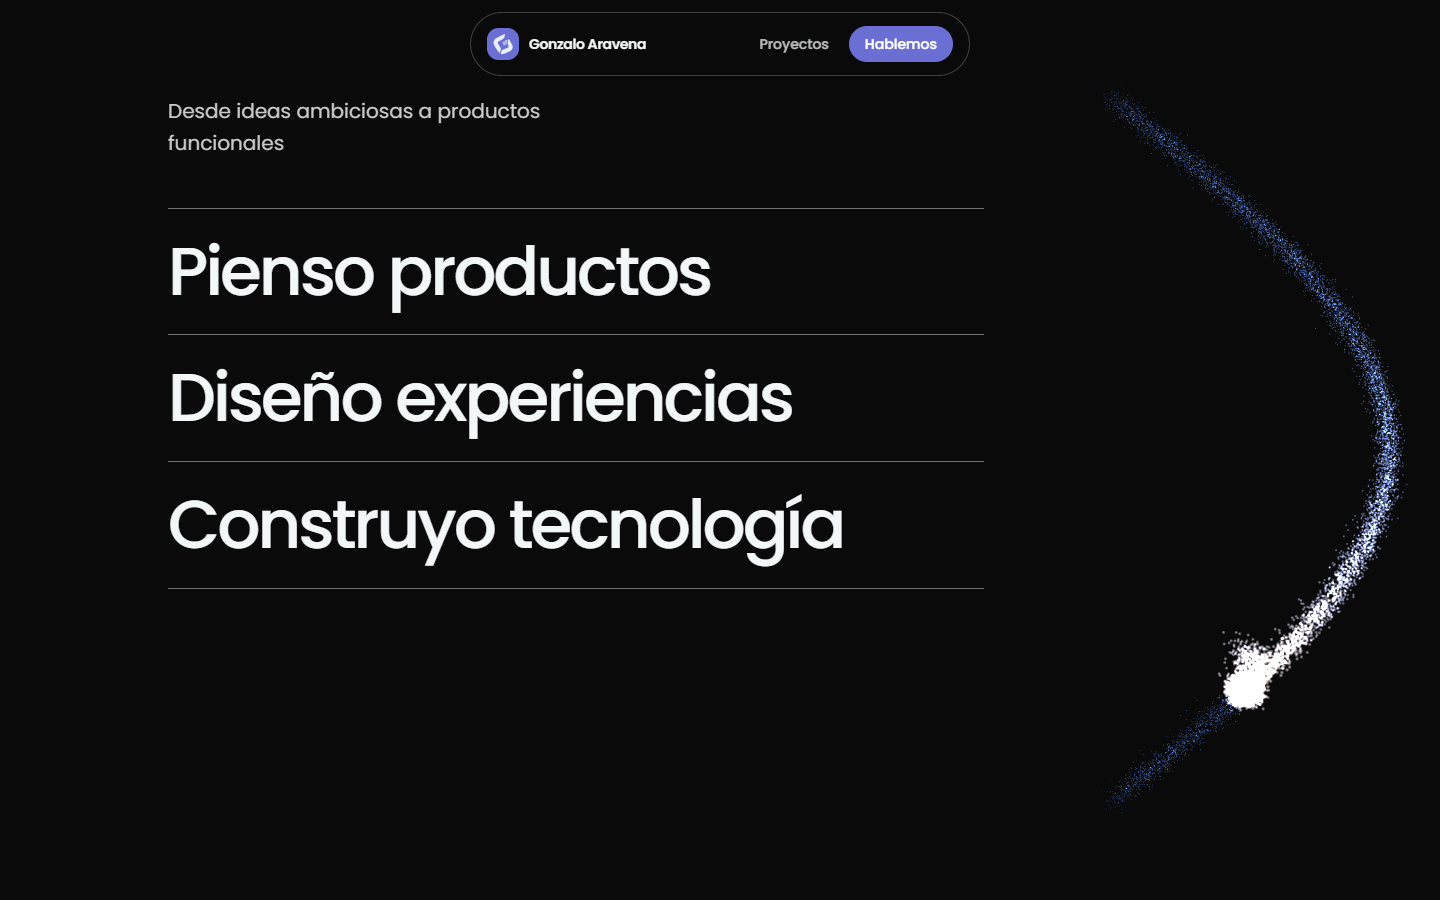 Gonzalo Aravena
Proyectos
Hablemos
Desde ideas ambiciosas a productos
funcionales
Pienso productos
Diseño experiencias
Construyo tecnología